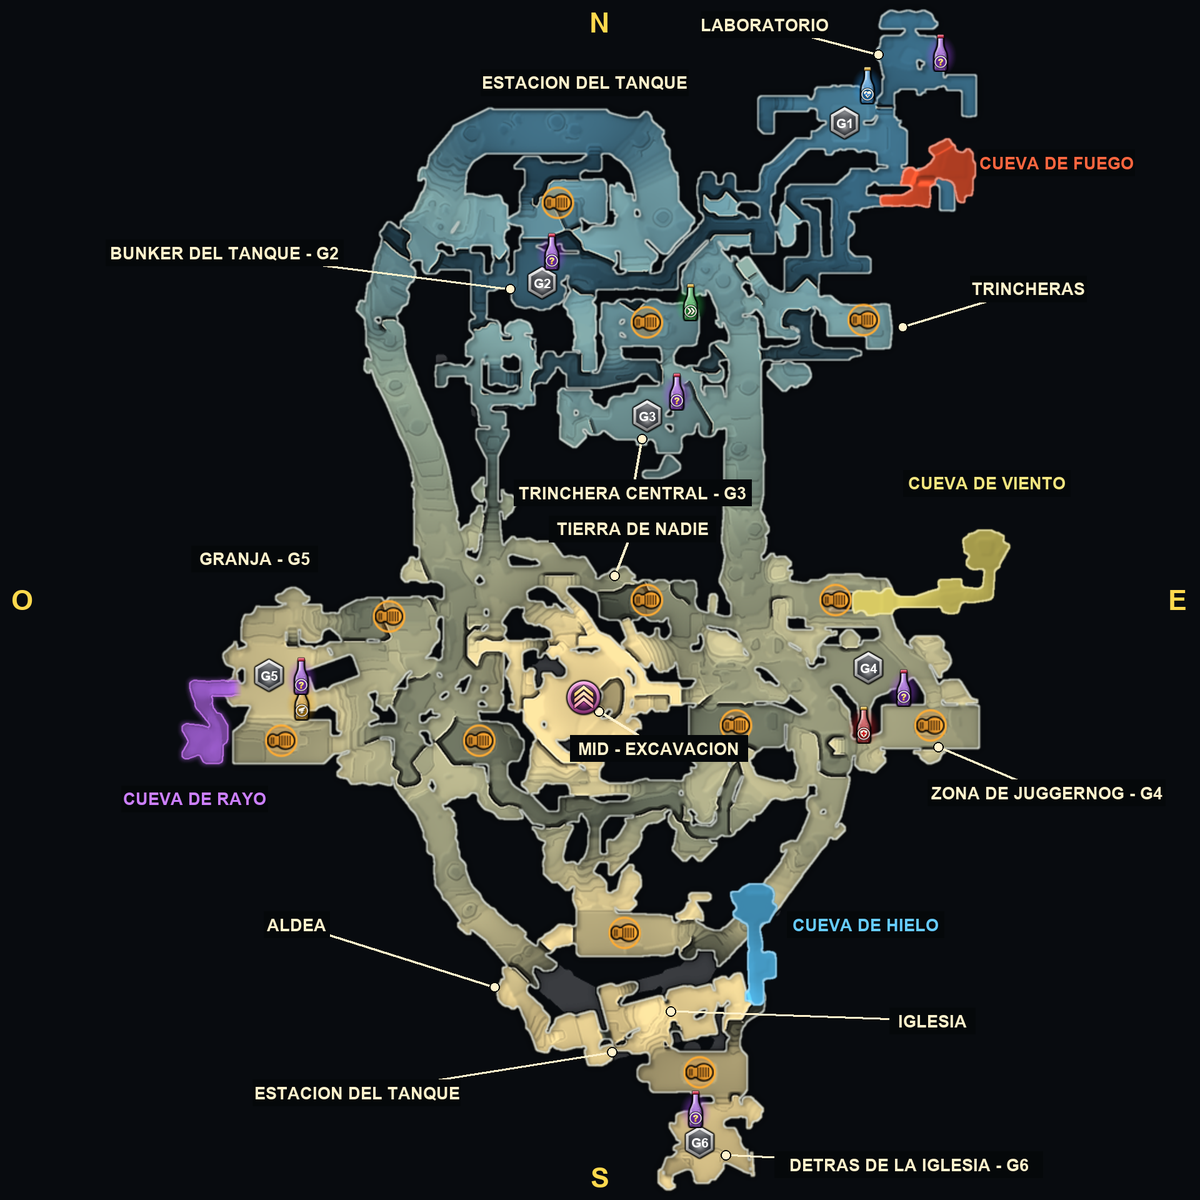 N
LABORATORIO
ESTACION DEL TANQUE
G1
CUEVA DE FUEGO
BUNKER DEL TANQUE - G2
G2
TRINCHERAS
G3
CUEVA DE VIENTO
TRINCHERA CENTRAL - G3
TIERRA DE NADIE
GRANJA - G5
O
E
G5
G4
MID - EXCAVACION
CUEVA DE RAYO
ZONA DE JUGGERNOG - G4
ALDEA
CUEVA DE HIELO
IGLESIA
ESTACION DEL TANQUE
G6
DETRAS DE LA IGLESIA - G6
S